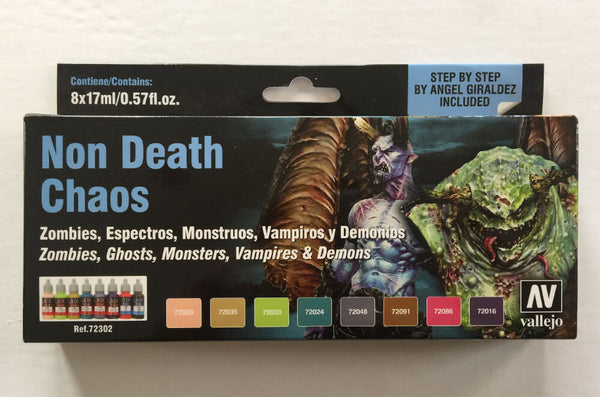 Contiene/Contains:
8x17ml/0.57fl.oz.
STEP BY STEP
BY ANGEL GIRALDEZ
INCLUDED
Non Death
Chaos
Zombies, Espectros, Monstruos, Vampiros y Demonios
Zombies, Ghosts, Monsters, Vampires & Demons
72003 72035 72033 72024 72048 72091 72086 72016
Ref.72302
AV
vallejo